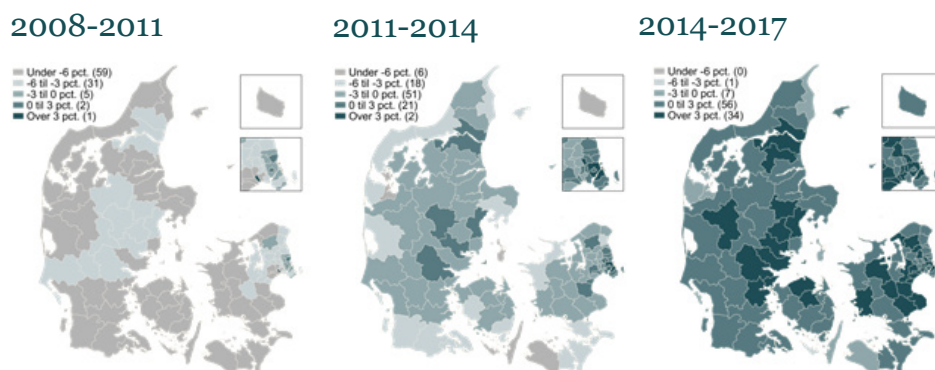 2008-2011
Under -6 pct. (59)
-6 til -3 pct. (31)
-3 til 0 pct. (5)
0 til 3 pct. (2)
Over 3 pct. (1)
2011-2014
Under -6 pct. (6)
-6 til -3 pct. (18)
-3 til 0 pct. (51)
0 til 3 pct. (21)
Over 3 pct. (2)
2014-2017
Under -6 pct. (0)
-6 til -3 pct. (1)
-3 til 0 pct. (7)
0 til 3 pct. (56)
Over 3 pct. (34)